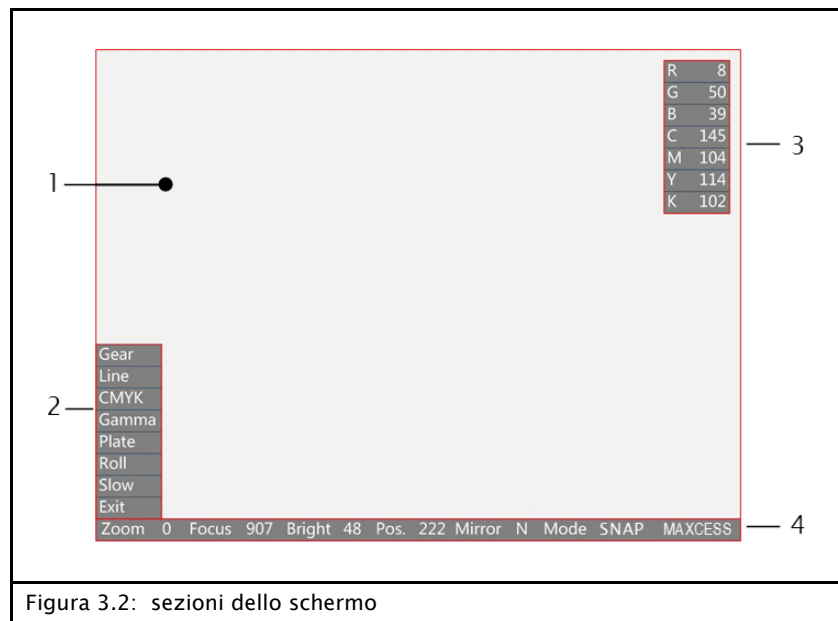 R 8
G 50
B 39
C 145
M 104
Y 114
K 102
3
1
Gear
Line
CMYK
Gamma
Plate
Roll
Slow
Exit
2
Zoom 0 Focus 907 Bright 48 Pos. 222 Mirror N Mode SNAP MAXCESS
4
Figura 3.2: sezioni dello schermo